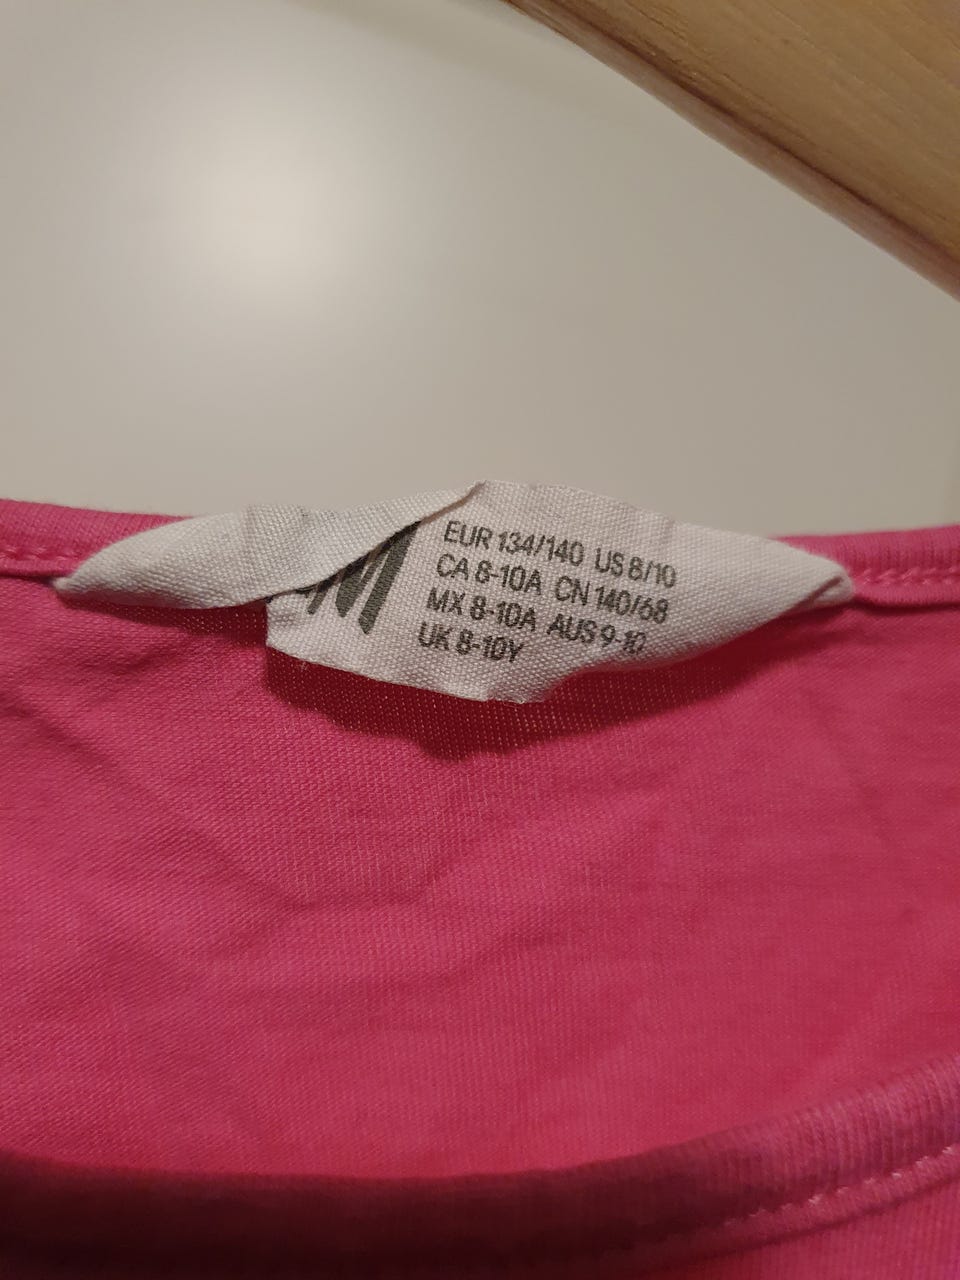 M
EUR 134/140 US 8/10
CA 8-10A CN 140/68
MX 8-10A AUS 9-10
UK 8-10Y